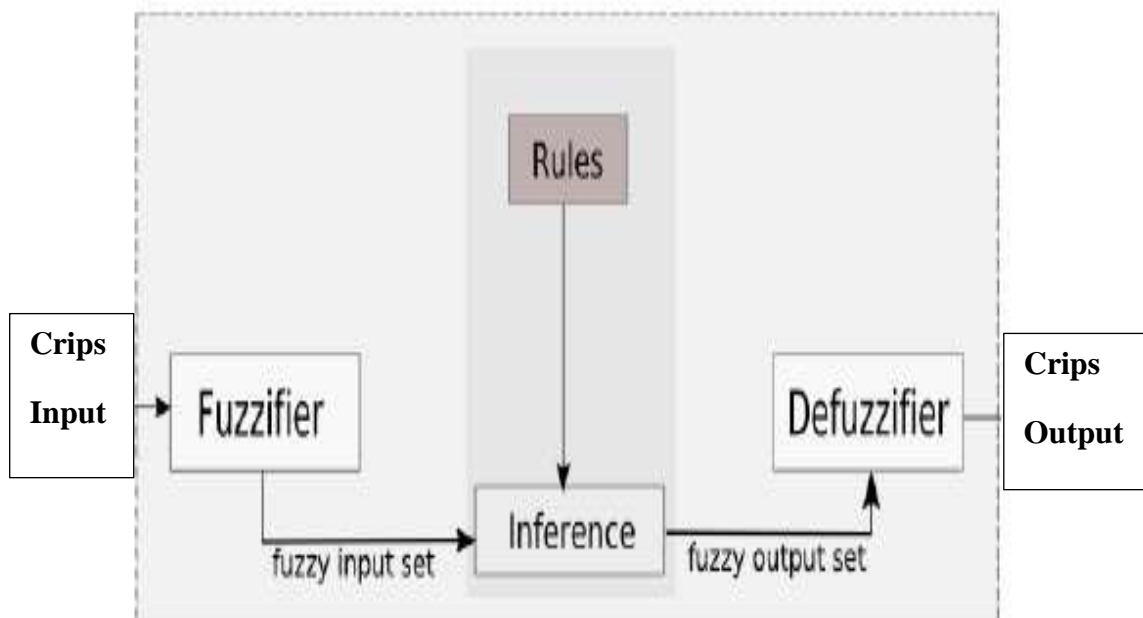 Rules
Crips
Input
Fuzzifier
fuzzy input set
Inference
fuzzy output set
Defuzzifier
Crips
Output